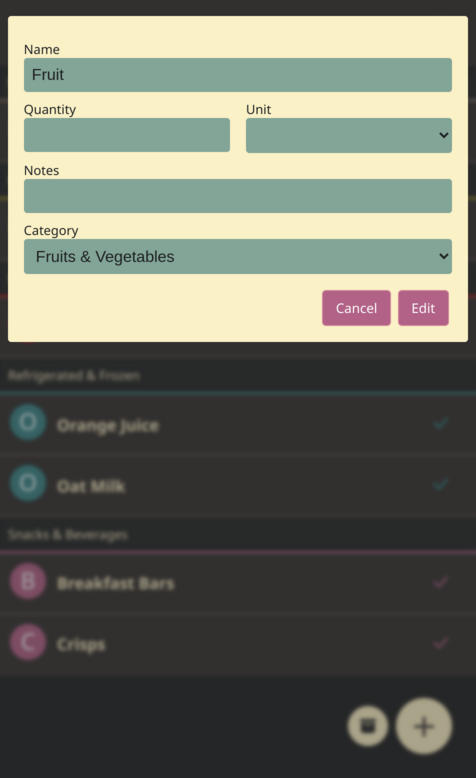 Name
Fruit
Quantity Unit
Notes
Category
Fruits & Vegetables
Cancel Edit
Refrigerated & Frozen
O Orange Juice
O Oat Milk
Snacks & Beverages
B Breakfast Bars
C Crisps